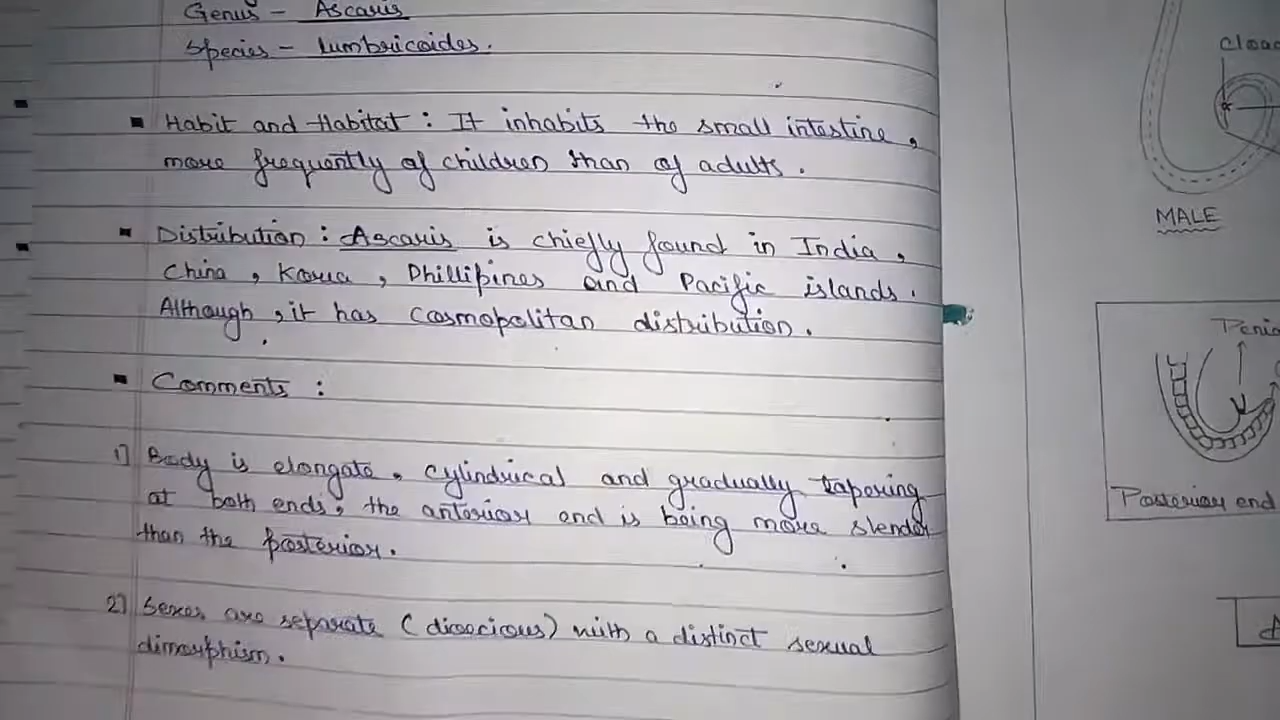 Genus - Ascaris
Species - lumbricoides.
Habit and Habitat : It inhabits the small intestine,
more frequently of children than of adults.
Distribution : Ascaris is chiefly found in India,
China, Korea, Phillipines and Pacific islands.
Although, it has cosmopolitan distribution.
Comments :
1) Body is elongate, cylindrical and gradually tapering
at both ends, the anterior end is being more slender
than the posterior.
2) Sexes are separate (dioecious) with a distinct sexual
dimorphism.
Cloac
MALE
Peni
Posterior end